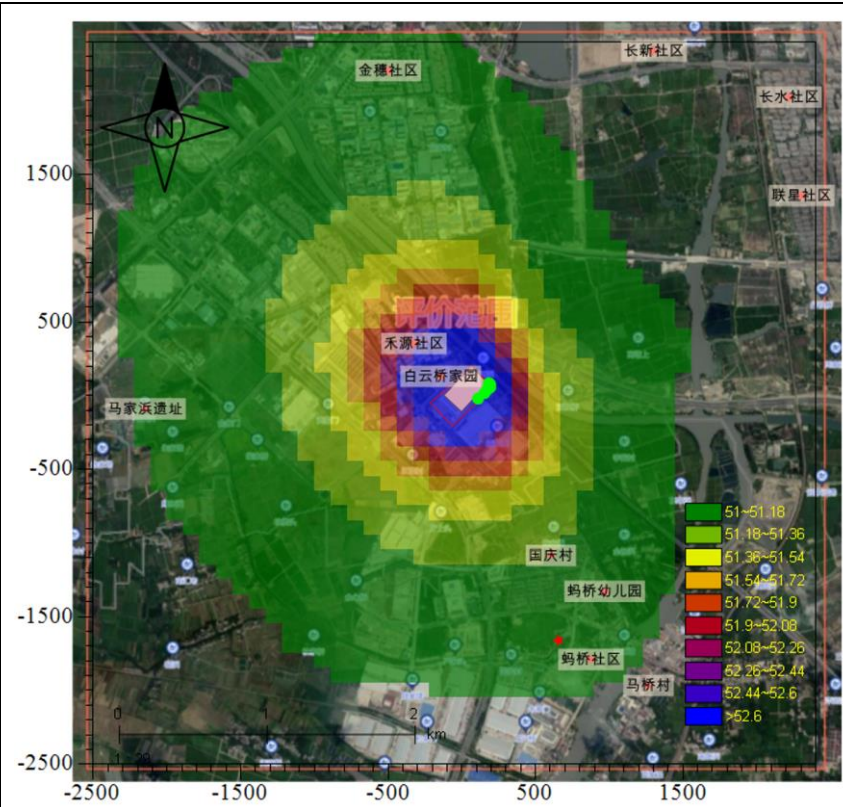 长新社区
金穗社区
长水社区
N
1500
联星社区
500
评价范围
禾源社区
白云桥家园
马家浜遗址
-500
51~51.18
51.18~51.36
国庆村
51.36~51.54
51.54~51.72
蚂桥幼儿园
-1500
51.72~51.9
51.9~52.08
蚂桥社区
52.08~52.26
马桥村
52.26~52.44
52.44~52.6
0
1
2
>52.6
km
-2500
-2500
-1500
-500
500
1500